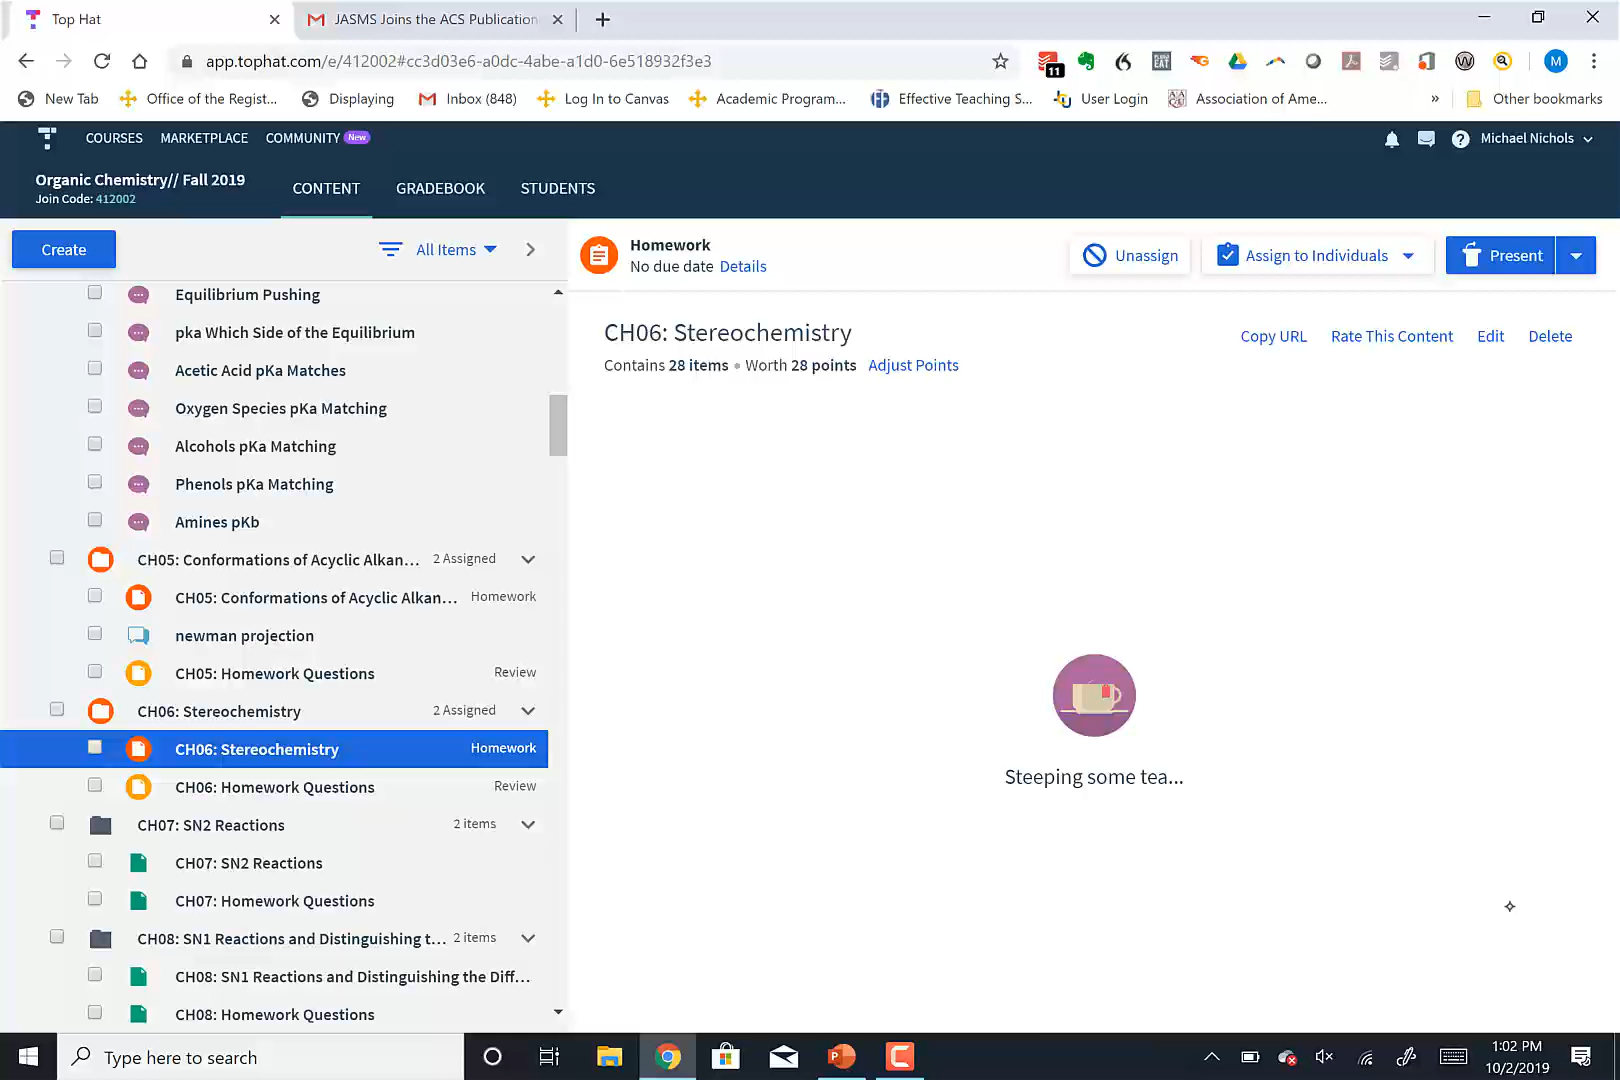 Top Hat
JASMS Joins the ACS Publication
app.tophat.com/e/412002#cc3d03e6-a0dc-4abe-a1d0-6e518932f3e3
11
M
New Tab
Office of the Regist...
Displaying
Inbox (848)
Log In to Canvas
Academic Program...
Effective Teaching S...
User Login
Association of Ame...
»
Other bookmarks
COURSES
MARKETPLACE
COMMUNITY New
Michael Nichols
Organic Chemistry// Fall 2019
Join Code: 412002
CONTENT
GRADEBOOK
STUDENTS
Create
All Items
Homework
No due date Details
Unassign
Assign to Individuals
Present
Equilibrium Pushing
pka Which Side of the Equilibrium
Acetic Acid pKa Matches
Oxygen Species pKa Matching
Alcohols pKa Matching
Phenols pKa Matching
Amines pKb
CH05: Conformations of Acyclic Alkan... 2 Assigned
CH05: Conformations of Acyclic Alkan... Homework
newman projection
CH05: Homework Questions Review
CH06: Stereochemistry 2 Assigned
CH06: Stereochemistry Homework
CH06: Homework Questions Review
CH07: SN2 Reactions 2 items
CH07: SN2 Reactions
CH07: Homework Questions
CH08: SN1 Reactions and Distinguishing t... 2 items
CH08: SN1 Reactions and Distinguishing the Diff...
CH08: Homework Questions
CH06: Stereochemistry
Copy URL
Rate This Content
Edit
Delete
Contains 28 items • Worth 28 points Adjust Points
Steeping some tea...
Type here to search
1:02 PM
10/2/2019